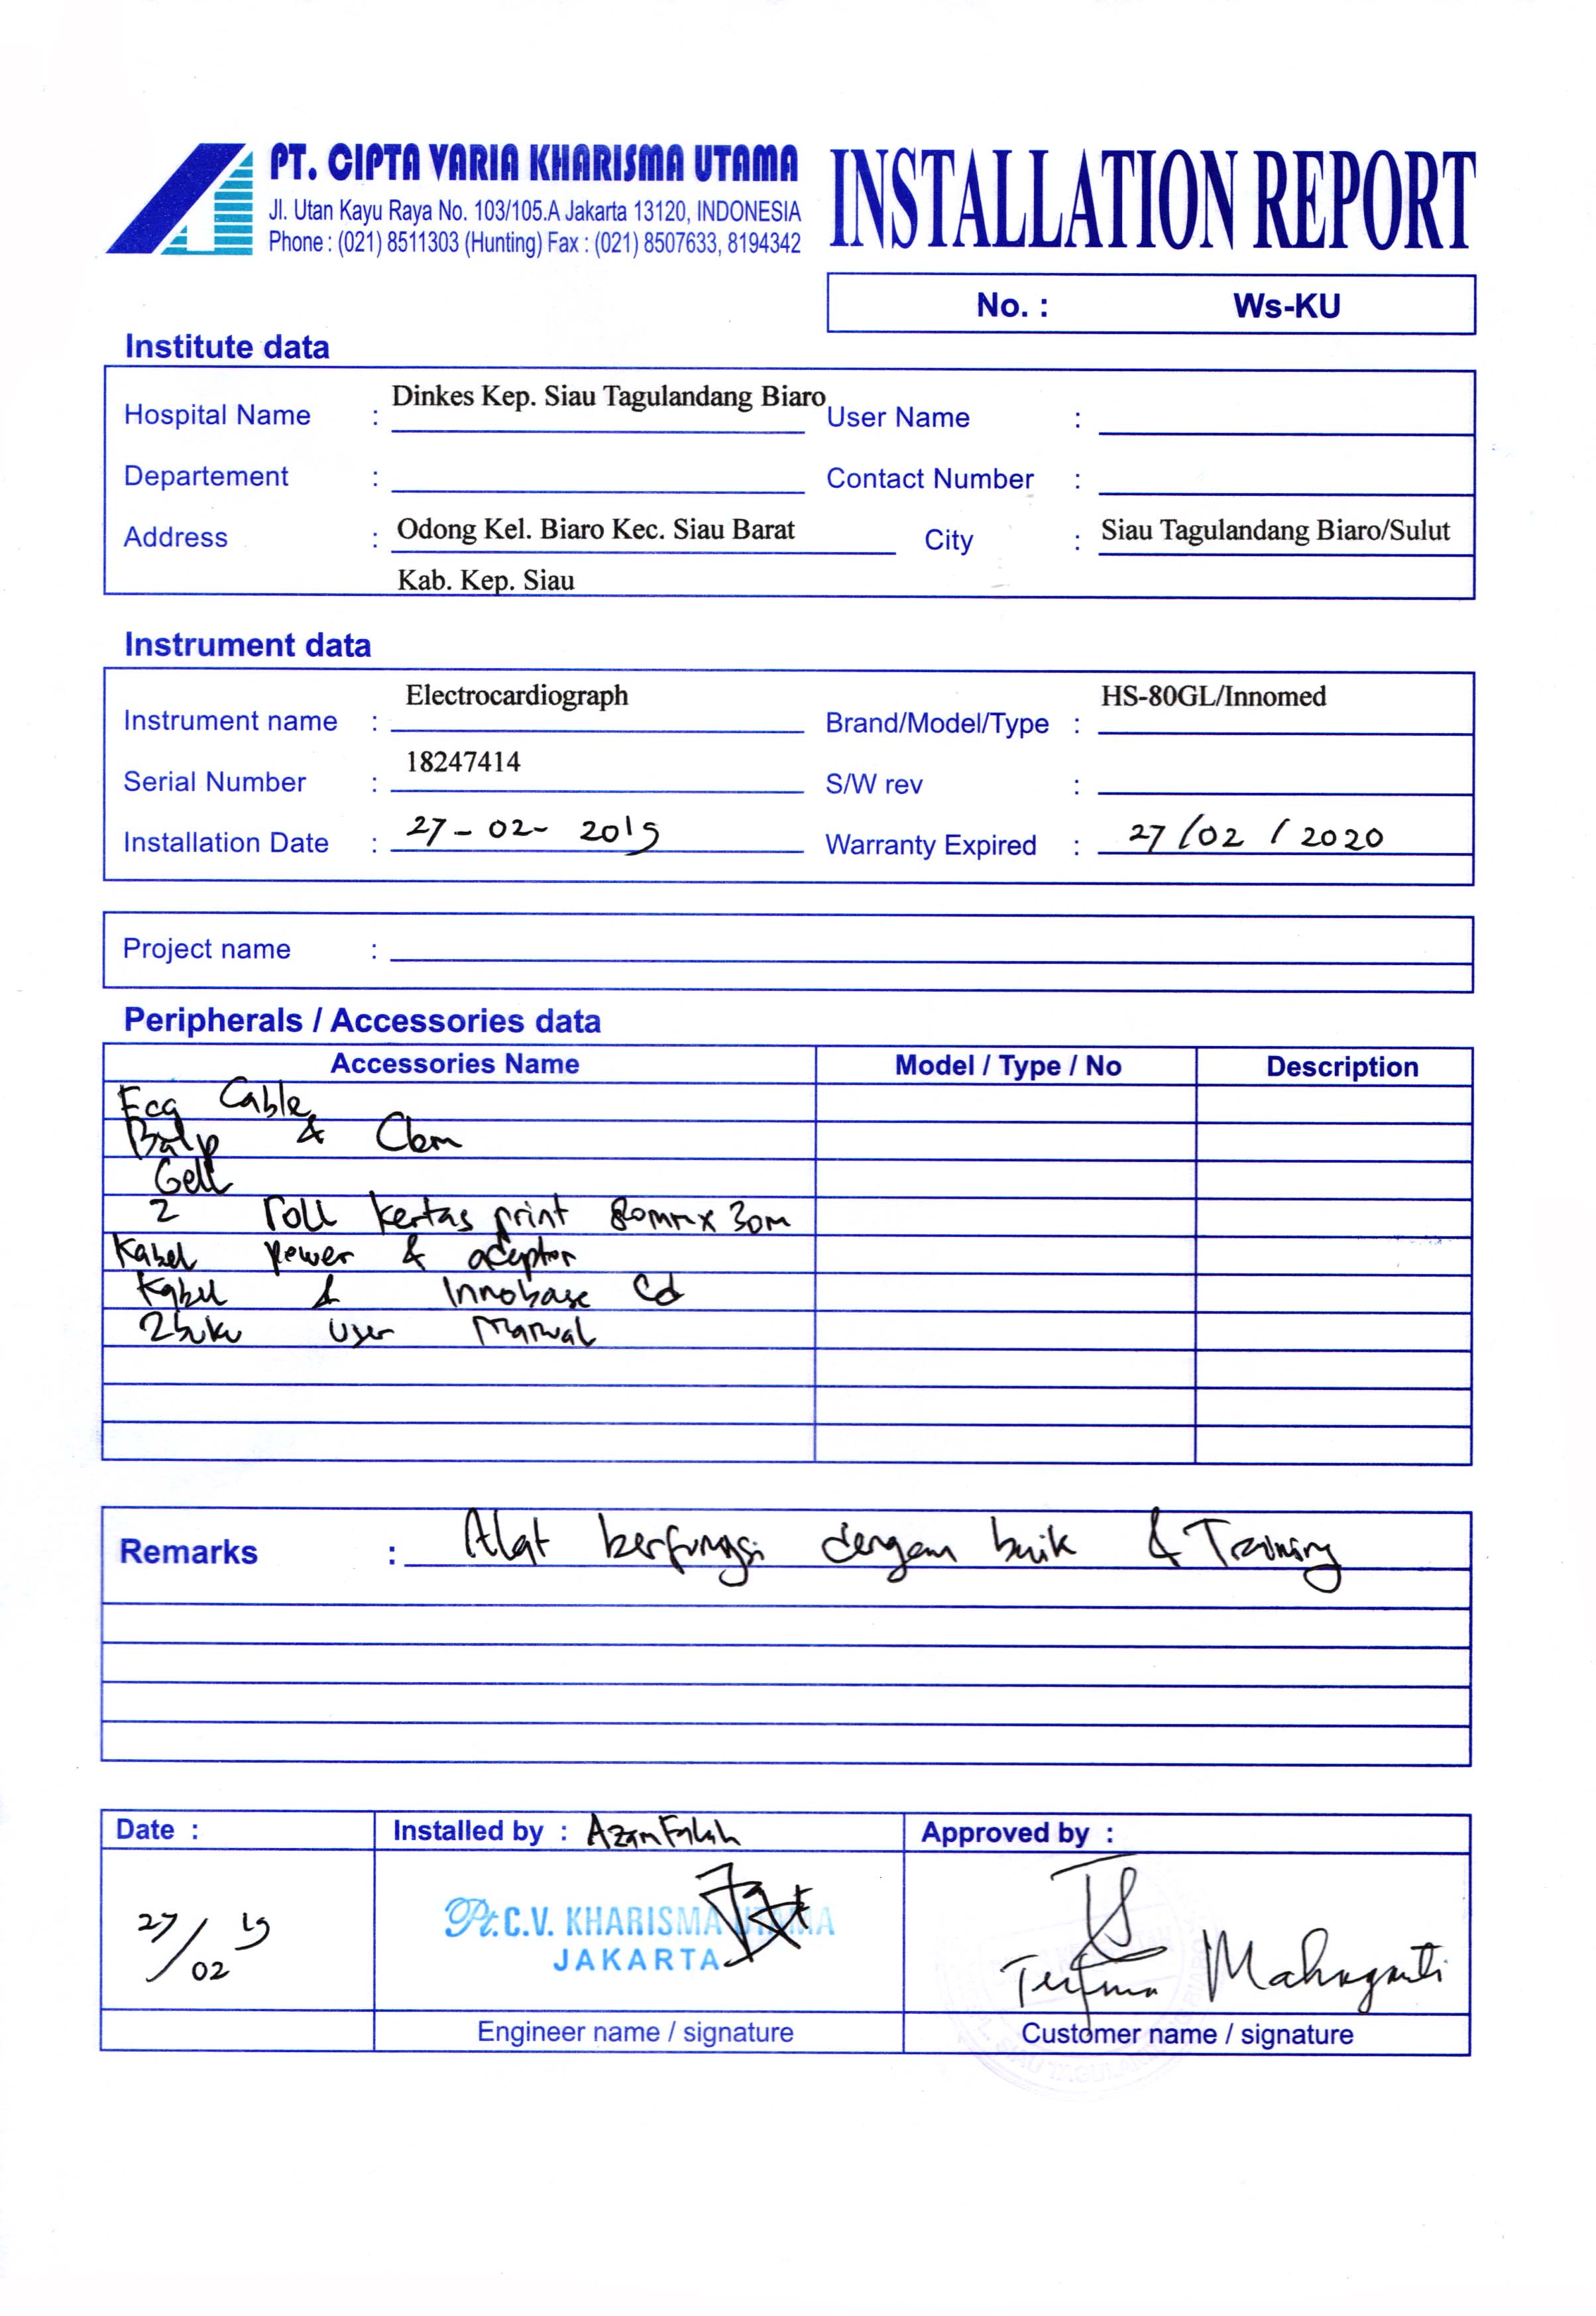 PT. CIPTA VARIA KHARISMA UTAMA
Jl. Utan Kayu Raya No. 103/105.A Jakarta 13120, INDONESIA
Phone : (021) 8511303 (Hunting) Fax : (021) 8507633, 8194342
INSTALLATION REPORT
No. : Ws-KU
Institute data
Hospital Name : Dinkes Kep. Siau Tagulandang Biaro User Name :
Departement : Contact Number :
Address : Odong Kel. Biaro Kec. Siau Barat City : Siau Tagulandang Biaro/Sulut
Kab. Kep. Siau
Instrument data
Instrument name : Electrocardiograph Brand/Model/Type : HS-80GL/Innomed
Serial Number : 18247414 S/W rev :
Installation Date : 27-02-2019 Warranty Expired : 27/02/2020
Project name :
Peripherals / Accessories data
Accessories Name Model / Type / No Description
Ecg Cable
Balp & Clem
Gell
2 roll kertas print 80mm x 30m
Kabel power & adeptor
Kabel & Innobase Cd
2 buku user Manual
Remarks : Alat berfungsi dengan baik & Training
Date : Installed by : Azam Falah Approved by :
27/02 19
Pt. C.V. KHARISMA UTAMA
JAKARTA
Mahaganti
Engineer name / signature Customer name / signature